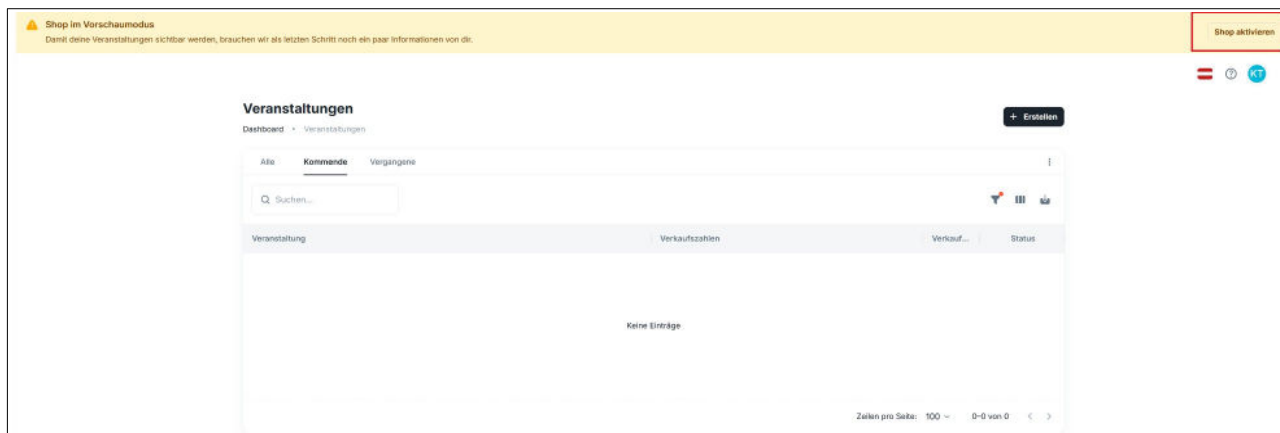 Shop im Vorschaumodus
Damit deine Veranstaltungen sichtbar werden, brauchen wir als letzten Schritt noch ein paar Informationen von dir.
Shop aktivieren
KT
Veranstaltungen
+ Erstellen
Dashboard • Veranstaltungen
Alle Kommende Vergangene
Suchen...
Veranstaltung Verkaufszahlen Verkauf... Status
Keine Einträge
Zeilen pro Seite: 100 0-0 von 0